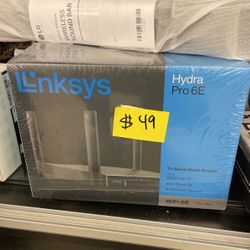 LG
WIRELESS
SOUND BAR
Linksys
Hydra
Pro 6E
$49
Tri-Band Mesh Router
WiFi 6E